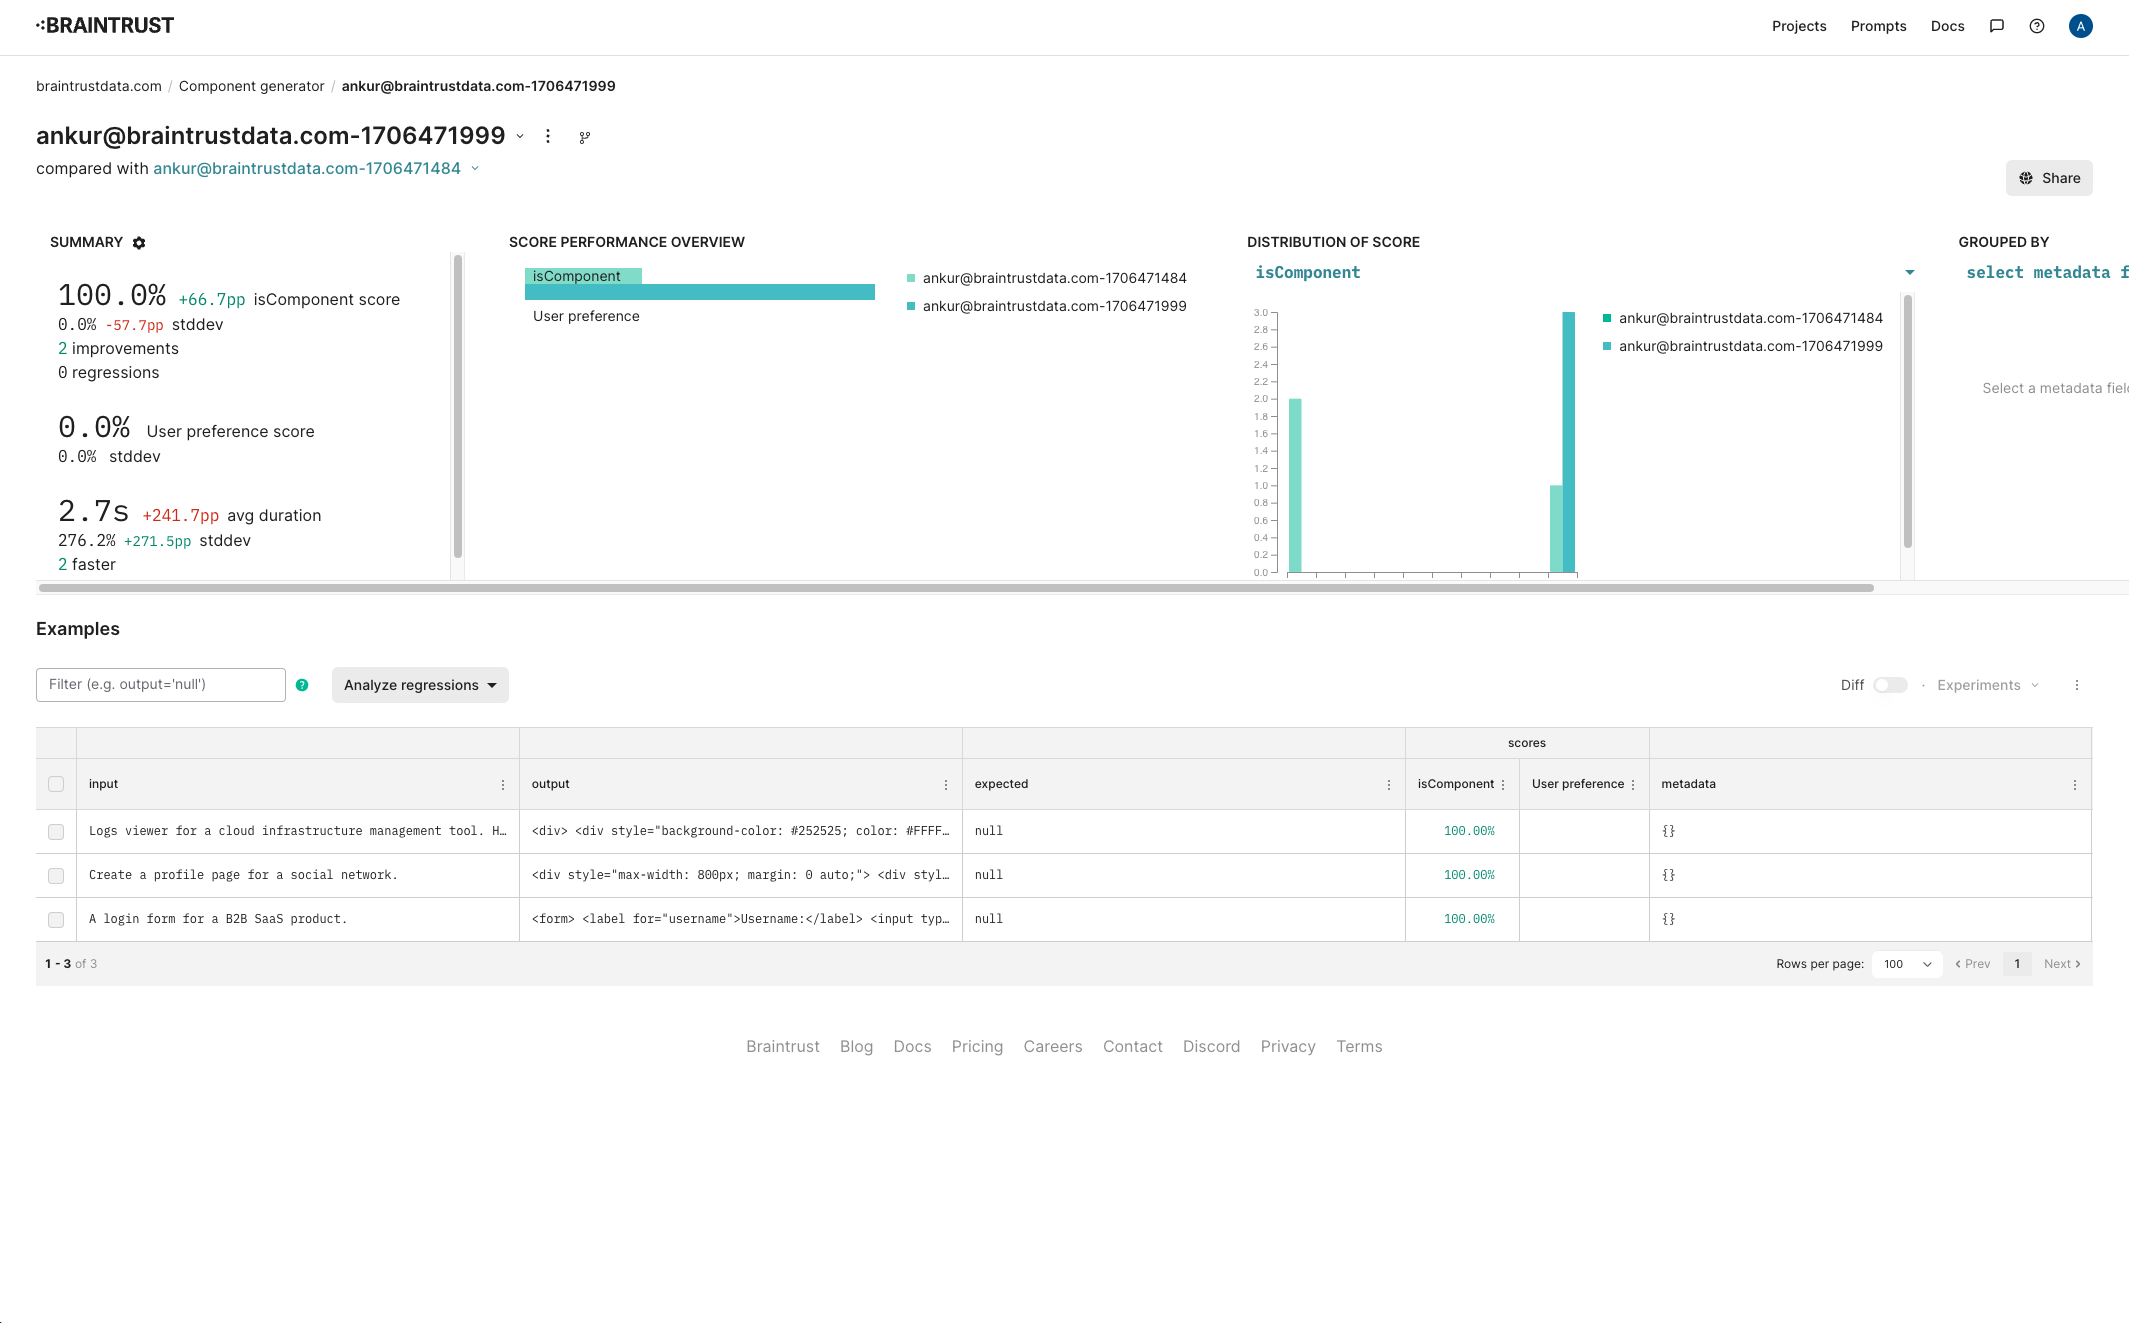 BRAINTRUST
Projects Prompts Docs A
braintrustdata.com / Component generator / ankur@braintrustdata.com-1706471999
ankur@braintrustdata.com-1706471999
compared with ankur@braintrustdata.com-1706471484
Share
SUMMARY
100.0% +66.7pp isComponent score
0.0% -57.7pp stddev
2 improvements
0 regressions
0.0% User preference score
0.0% stddev
2.7s +241.7pp avg duration
276.2% +271.5pp stddev
2 faster
SCORE PERFORMANCE OVERVIEW
isComponent
User preference
ankur@braintrustdata.com-1706471484
ankur@braintrustdata.com-1706471999
DISTRIBUTION OF SCORE
isComponent
3.0
2.8
2.6
2.4
2.2
2.0
1.8
1.6
1.4
1.2
1.0
0.8
0.6
0.4
0.2
0.0
ankur@braintrustdata.com-1706471484
ankur@braintrustdata.com-1706471999
GROUPED BY
select metadata f
Select a metadata fiel
Examples
Filter (e.g. output='null') ? Analyze regressions Diff · Experiments
scores
input output expected isComponent User preference metadata
Logs viewer for a cloud infrastructure management tool. H… <div> <div style="background-color: #252525; color: #FFFF… null 100.00% {}
Create a profile page for a social network. <div style="max-width: 800px; margin: 0 auto;"> <div styl… null 100.00% {}
A login form for a B2B SaaS product. <form> <label for="username">Username:</label> <input typ… null 100.00% {}
1 - 3 of 3 Rows per page: 100 Prev 1 Next
Braintrust Blog Docs Pricing Careers Contact Discord Privacy Terms